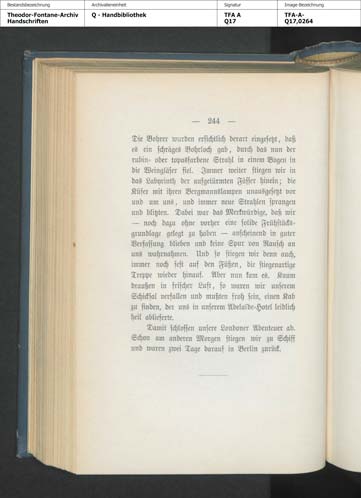 Bestandsbezeichnung
Archivalieneinheit
Signatur
Image Bezeichnung
Theodor-Fontane-Archiv
Handschriften
Q - Handbibliothek
TFA A
Q17
TFA-A-
Q17,0264
— 244 —
Die Bohrer wurden ersichtlich derart eingesetzt, daß
es ein schräges Bohrloch gab, durch das nun der
rubin- oder topasfarbene Strahl in einem Bogen in
die Weingläser fiel. Immer weiter stiegen wir in
das Labyrinth der aufgetürmten Fässer hinein; die
Küfer mit ihren Bergmannslampen unausgesetzt vor
und um uns, und immer neue Strahlen sprangen
und blitzten. Dabei war das Merkwürdige, daß wir
— noch dazu ohne vorher eine solide Frühstücks-
grundlage gelegt zu haben — anscheinend in guter
Verfassung blieben und keine Spur von Rausch an
uns wahrnahmen. Und so stiegen wir denn auch,
immer noch fest auf den Füßen, die stiegenartige
Treppe wieder hinauf. Aber nun kam es. Kaum
draußen in frischer Luft, so waren wir unserem
Schicksal verfallen und mußten froh sein, einen Kab
zu finden, der uns in unserem Adelaide-Hotel leidlich
heil ablieferte.
Damit schlossen unsere Londoner Abenteuer ab.
Schon am anderen Morgen stiegen wir zu Schiff
und waren zwei Tage darauf in Berlin zurück.